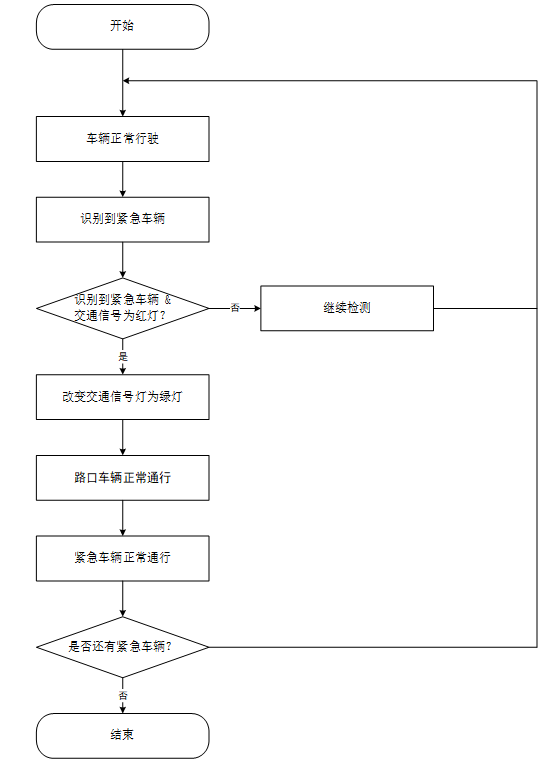 开始
车辆正常行驶
识别到紧急车辆
识别到紧急车辆 &
交通信号为红灯？
否
继续检测
是
改变交通信号灯为绿灯
路口车辆正常通行
紧急车辆正常通行
是否还有紧急车辆？
否
结束